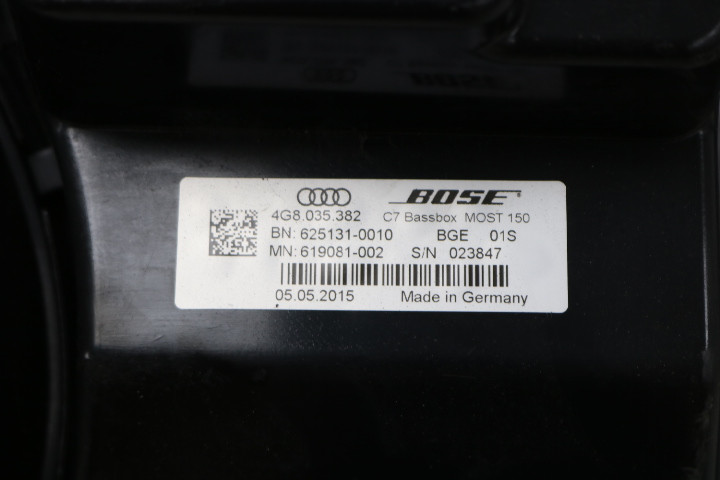 BOSE
4G8.035.382 C7 Bassbox MOST 150
BN: 625131-0010 BGE 01S
MN: 619081-002 S/N 023847
05.05.2015 Made in Germany